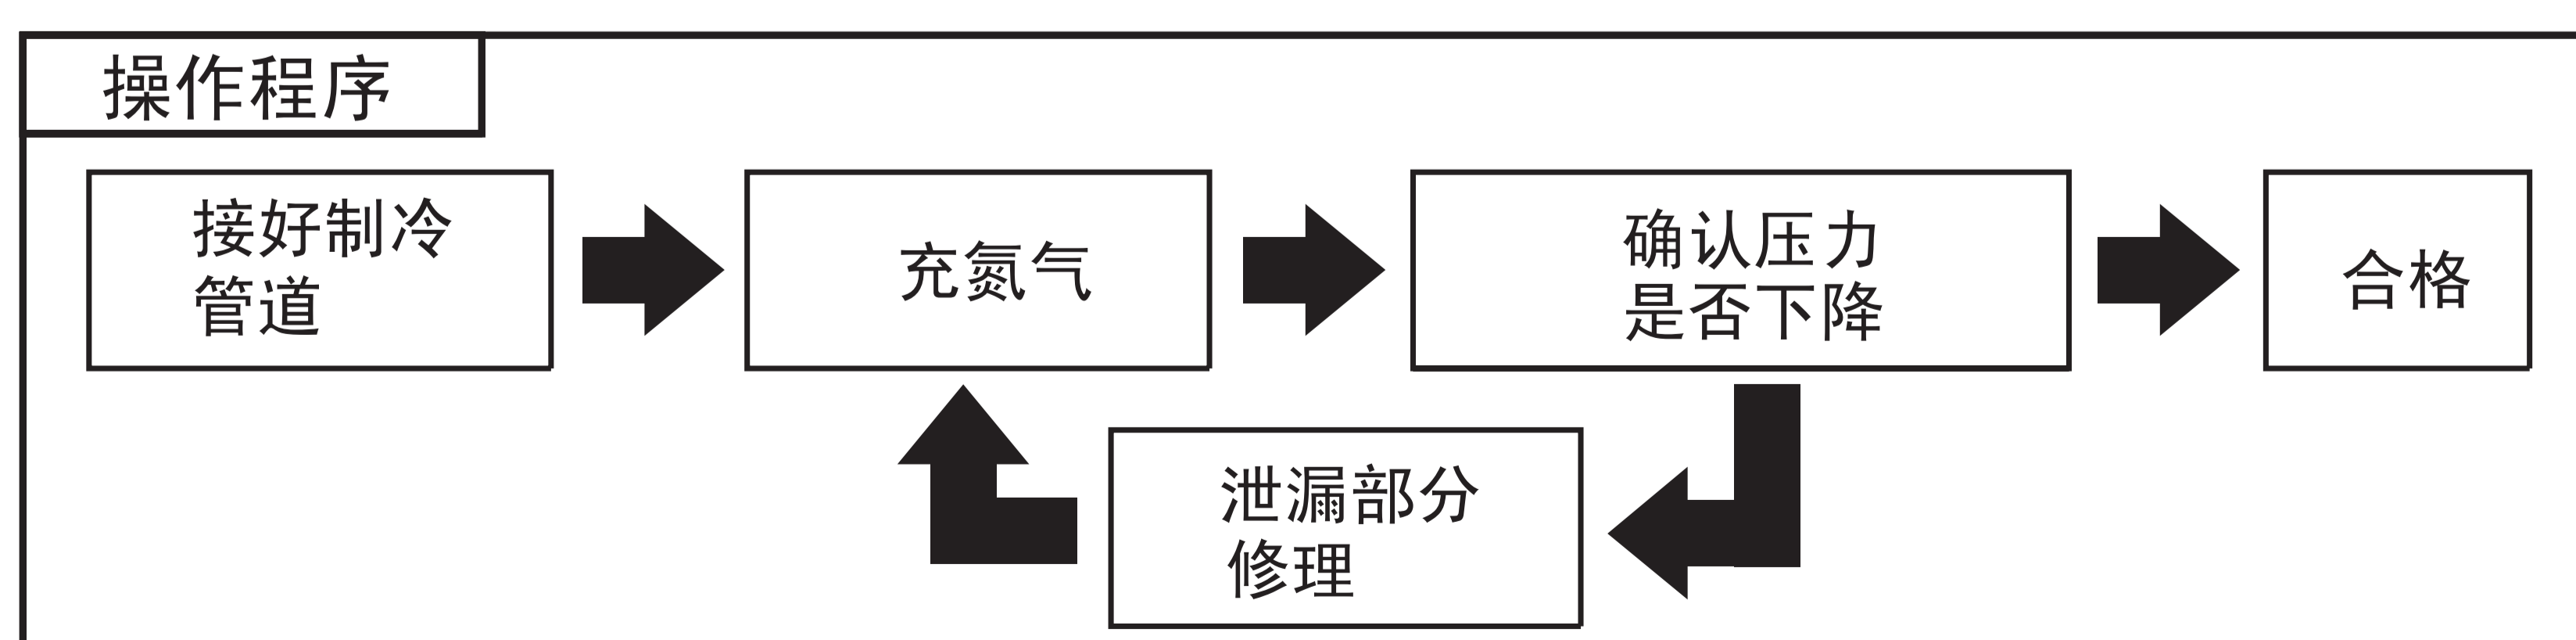 操作程序
接好制冷
管道
充氮气
确认压力
是否下降
合格
泄漏部分
修理